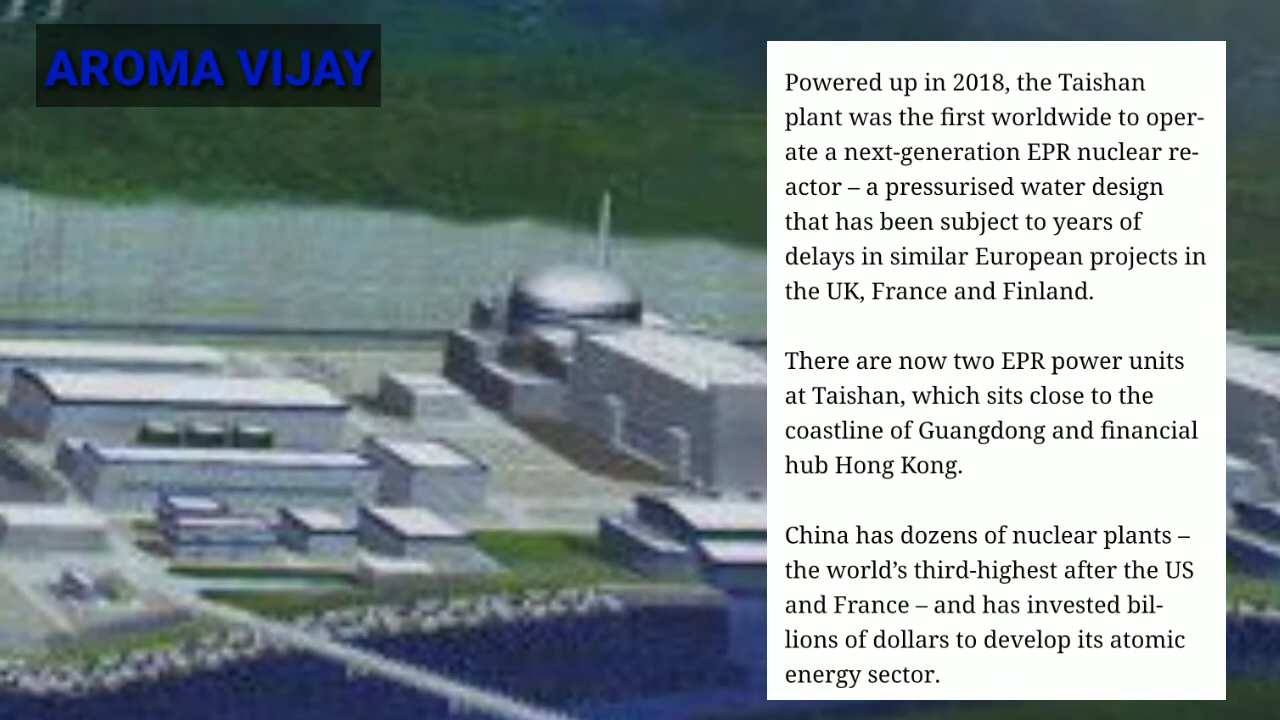 AROMA VIJAY
Powered up in 2018, the Taishan
plant was the first worldwide to oper-
ate a next-generation EPR nuclear re-
actor – a pressurised water design
that has been subject to years of
delays in similar European projects in
the UK, France and Finland.
There are now two EPR power units
at Taishan, which sits close to the
coastline of Guangdong and financial
hub Hong Kong.
China has dozens of nuclear plants –
the world’s third-highest after the US
and France – and has invested bil-
lions of dollars to develop its atomic
energy sector.